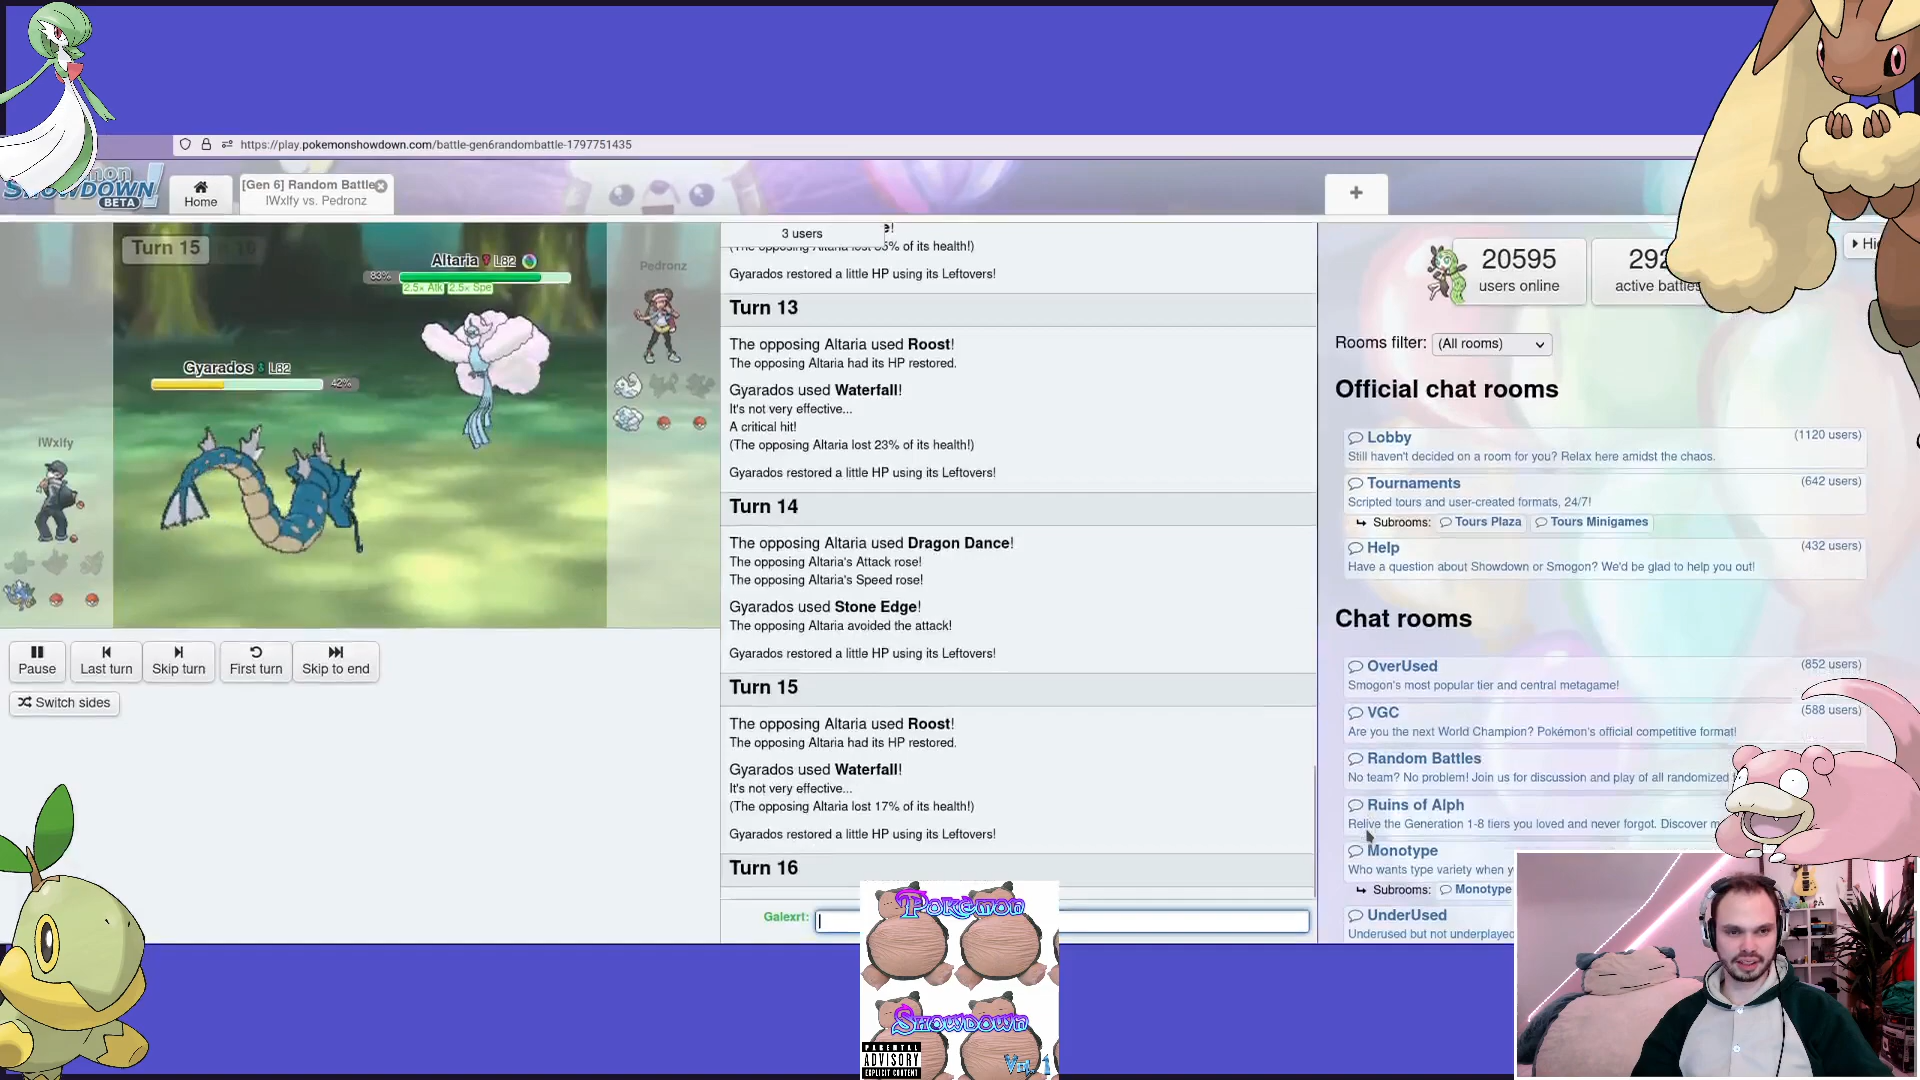 https://play.pokemonshowdown.com/battle-gen6randombattle-1797751435
SHOWDOWN!
BETA
Home
[Gen 6] Random Battle
IWxlfy vs. Pedronz
+
Turn 15
Altaria L82
83%
2.5× Atk 2.5× Spe
Gyarados L82
42%
Pedronz
IWxlfy
Pause
Last turn
Skip turn
First turn
Skip to end
Switch sides
3 users
Gyarados restored a little HP using its Leftovers!
Turn 13
The opposing Altaria used Roost!
The opposing Altaria had its HP restored.
Gyarados used Waterfall!
It's not very effective...
A critical hit!
(The opposing Altaria lost 23% of its health!)
Gyarados restored a little HP using its Leftovers!
Turn 14
The opposing Altaria used Dragon Dance!
The opposing Altaria's Attack rose!
The opposing Altaria's Speed rose!
Gyarados used Stone Edge!
The opposing Altaria avoided the attack!
Gyarados restored a little HP using its Leftovers!
Turn 15
The opposing Altaria used Roost!
The opposing Altaria had its HP restored.
Gyarados used Waterfall!
It's not very effective...
(The opposing Altaria lost 17% of its health!)
Gyarados restored a little HP using its Leftovers!
Turn 16
Galexrt:
20595
users online
292
active battles
Hi
Rooms filter: (All rooms)
Official chat rooms
Lobby (1120 users)
Still haven't decided on a room for you? Relax here amidst the chaos.
Tournaments (642 users)
Scripted tours and user-created formats, 24/7!
Subrooms: Tours Plaza Tours Minigames
Help (432 users)
Have a question about Showdown or Smogon? We'd be glad to help you out!
Chat rooms
OverUsed (852 users)
Smogon's most popular tier and central metagame!
VGC (588 users)
Are you the next World Champion? Pokémon's official competitive format!
Random Battles
No team? No problem! Join us for discussion and play of all randomized
Ruins of Alph
Relive the Generation 1-8 tiers you loved and never forgot. Discover m
Monotype
Who wants type variety when y
Subrooms: Monotype
UnderUsed
Underused but not underplayed
Pokémon
Showdown
PARENTAL
ADVISORY
EXPLICIT CONTENT
Vol. 1